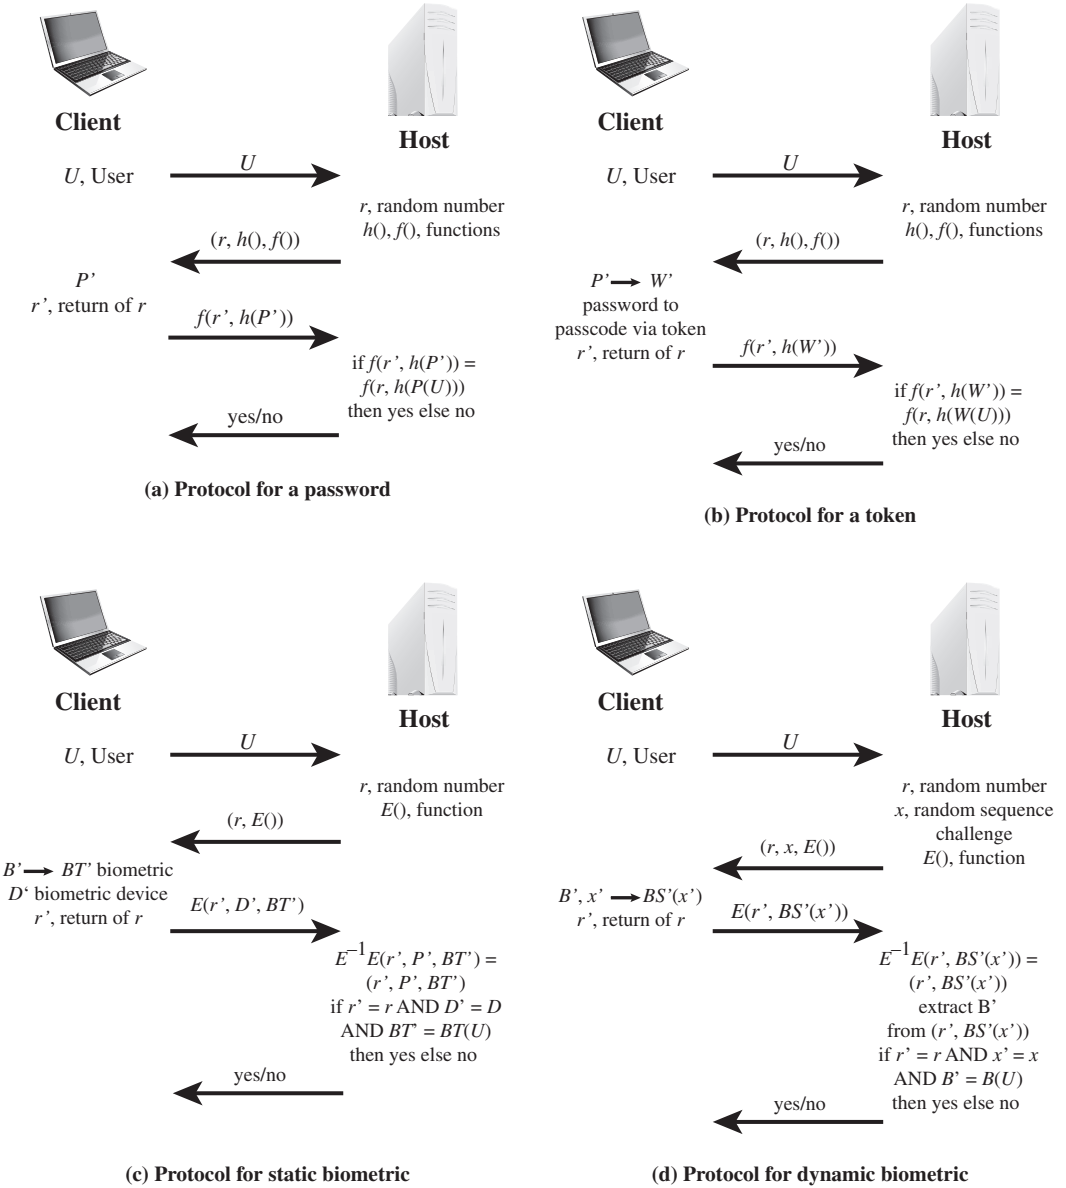 Client
Host
U, User
U
r, random number
h(), f(), functions
(r, h(), f())
P’
r’, return of r
f(r’, h(P’))
if f(r’, h(P’)) =
f(r, h(P(U)))
then yes else no
yes/no
(a) Protocol for a password
Client
Host
U, User
U
r, random number
h(), f(), functions
(r, h(), f())
P’ → W’
password to
passcode via token
r’, return of r
f(r’, h(W’))
if f(r’, h(W’)) =
f(r, h(W(U)))
then yes else no
yes/no
(b) Protocol for a token
Client
Host
U, User
U
r, random number
E(), function
(r, E())
B’ → BT’ biometric
D‘ biometric device
r’, return of r
E(r’, D’, BT’)
E⁻¹E(r’, P’, BT’) =
(r’, P’, BT’)
if r’ = r AND D’ = D
AND BT’ = BT(U)
then yes else no
yes/no
(c) Protocol for static biometric
Client
Host
U, User
U
r, random number
x, random sequence
challenge
E(), function
(r, x, E())
B’, x’ → BS’(x’)
r’, return of r
E(r’, BS’(x’))
E⁻¹E(r’, BS’(x’)) =
(r’, BS’(x’))
extract B’
from (r’, BS’(x’))
if r’ = r AND x’ = x
AND B’ = B(U)
then yes else no
yes/no
(d) Protocol for dynamic biometric